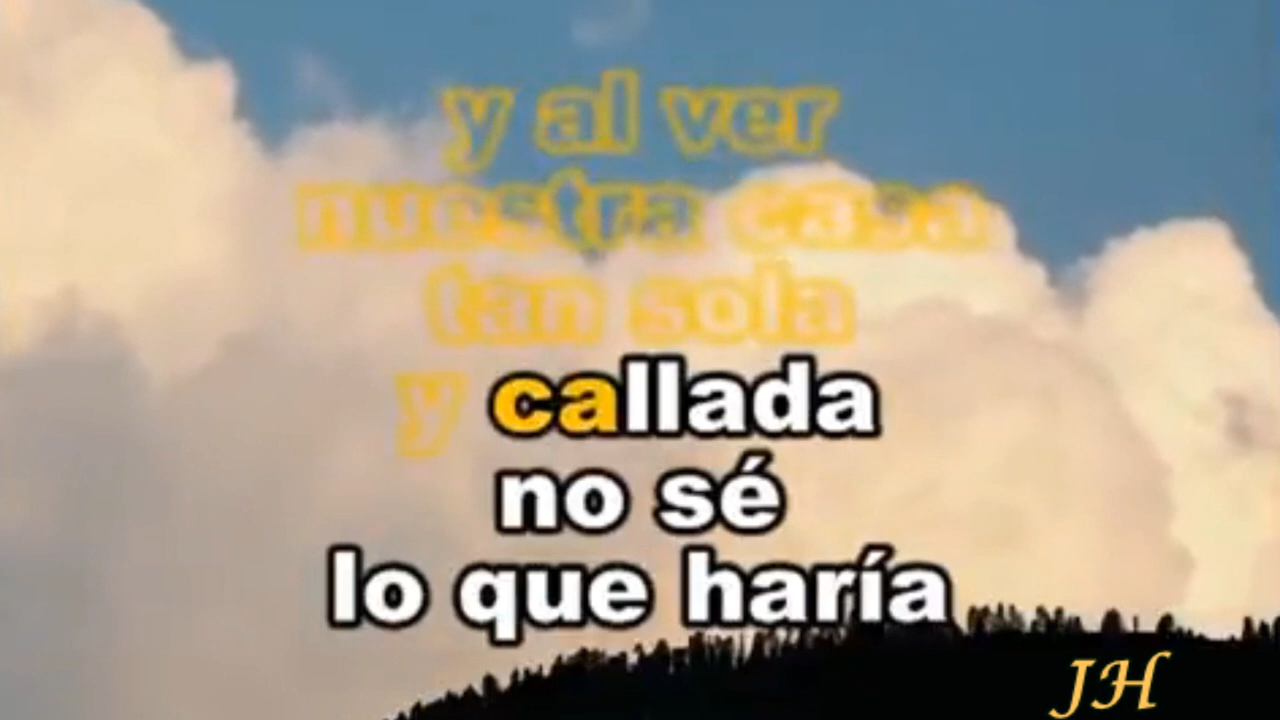 y al ver
nuestra casa
tan sola
y callada
no sé
lo que haría
JH